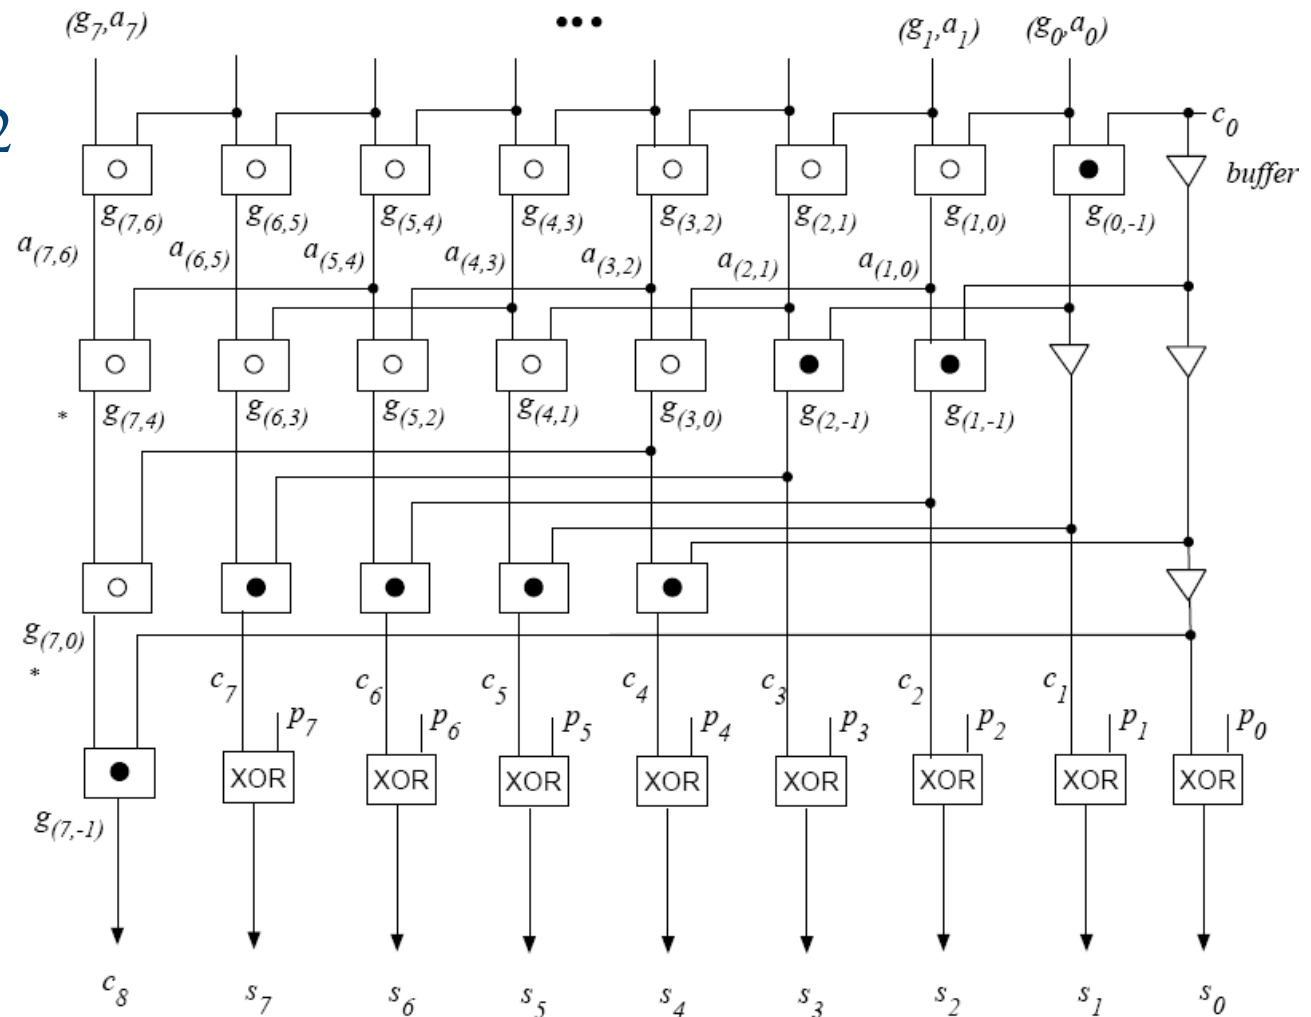 (g7,a7) ••• (g1,a1) (g0,a0)
2 c0
buffer
g(7,6) g(6,5) g(5,4) g(4,3) g(3,2) g(2,1) g(1,0) g(0,-1)
a(7,6) a(6,5) a(5,4) a(4,3) a(3,2) a(2,1) a(1,0)
* g(7,4) g(6,3) g(5,2) g(4,1) g(3,0) g(2,-1) g(1,-1)
g(7,0)
*
c7 c6 c5 c4 c3 c2 c1
p7 p6 p5 p4 p3 p2 p1 p0
XOR XOR XOR XOR XOR XOR XOR XOR
g(7,-1)
c8 s7 s6 s5 s4 s3 s2 s1 s0